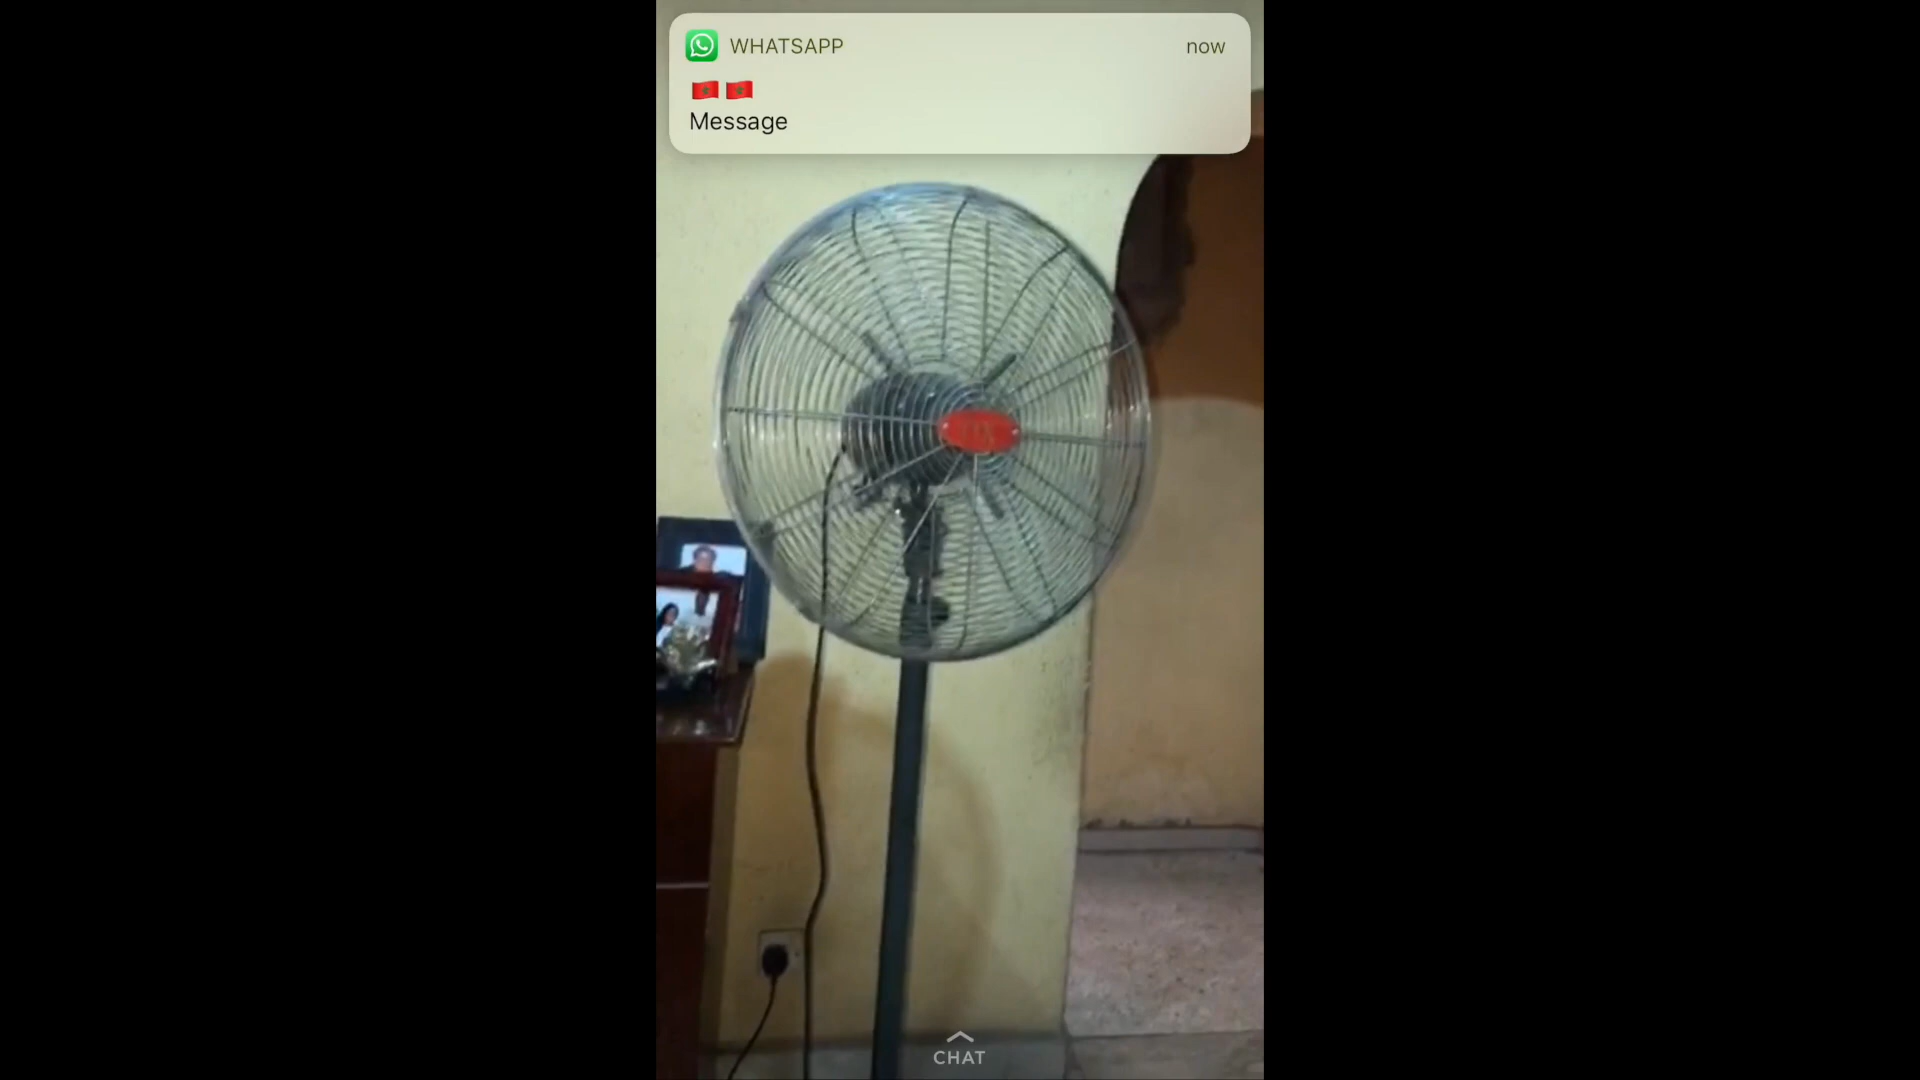 WHATSAPP
now
🇲🇦 🇲🇦
Message
CHAT